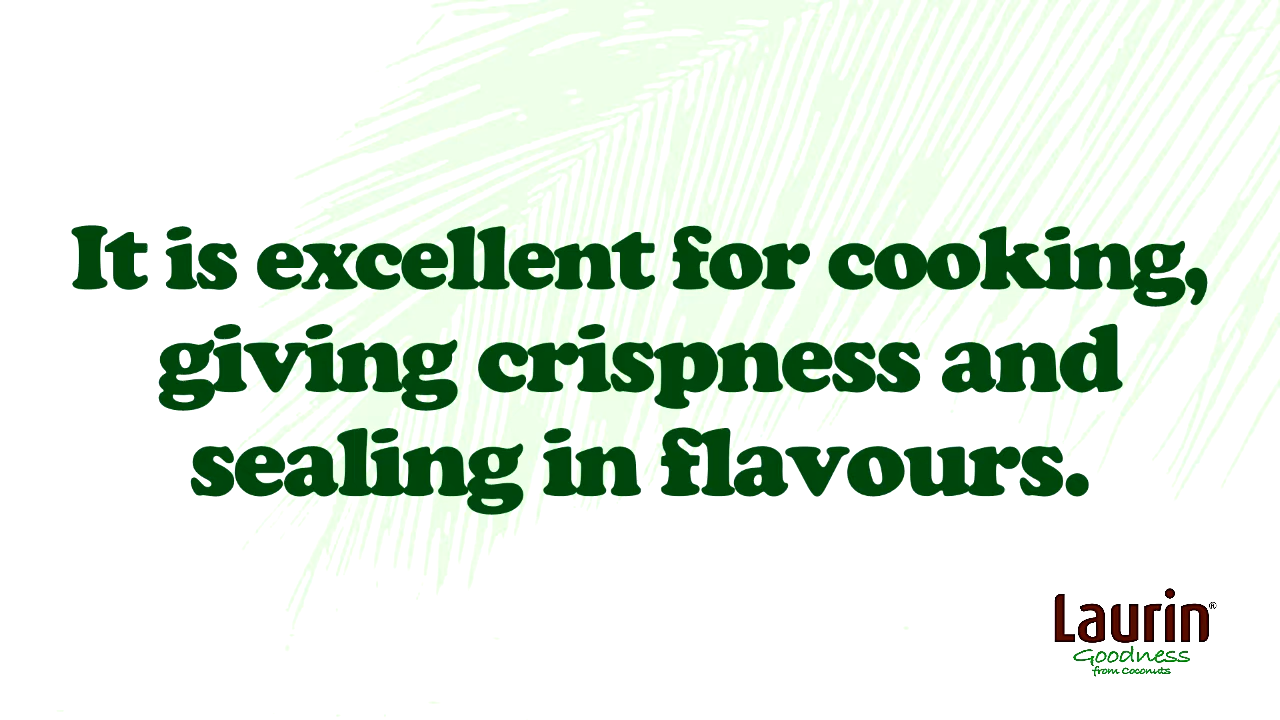 It is excellent for cooking,
giving crispness and
sealing in flavours.
Laurin®
Goodness
from Coconuts